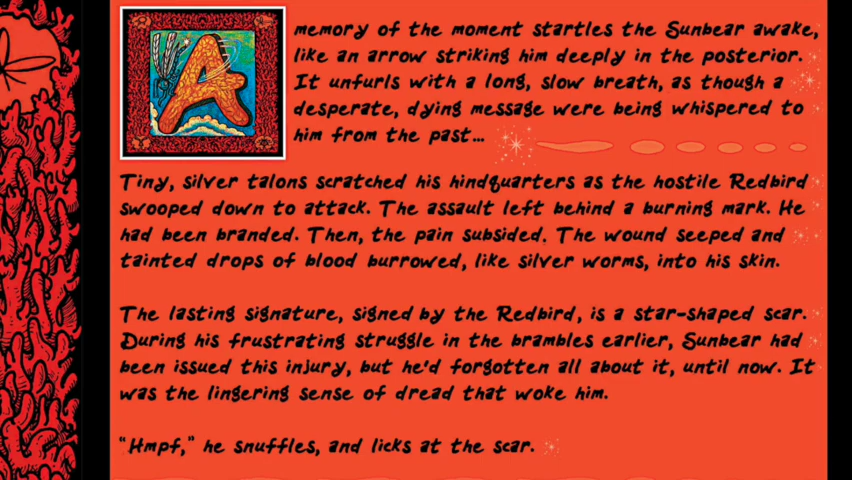 A memory of the moment startles the Sunbear awake,
like an arrow striking him deeply in the posterior.
It unfurls with a long, slow breath, as though a
desperate, dying message were being whispered to
him from the past...
Tiny, silver talons scratched his hindquarters as the hostile Redbird
swooped down to attack. The assault left behind a burning mark. He
had been branded. Then, the pain subsided. The wound seeped and
tainted drops of blood burrowed, like silver worms, into his skin.
The lasting signature, signed by the Redbird, is a star-shaped scar.
During his frustrating struggle in the brambles earlier, Sunbear had
been issued this injury, but he'd forgotten all about it, until now. It
was the lingering sense of dread that woke him.
"Hmpf," he snuffles, and licks at the scar.